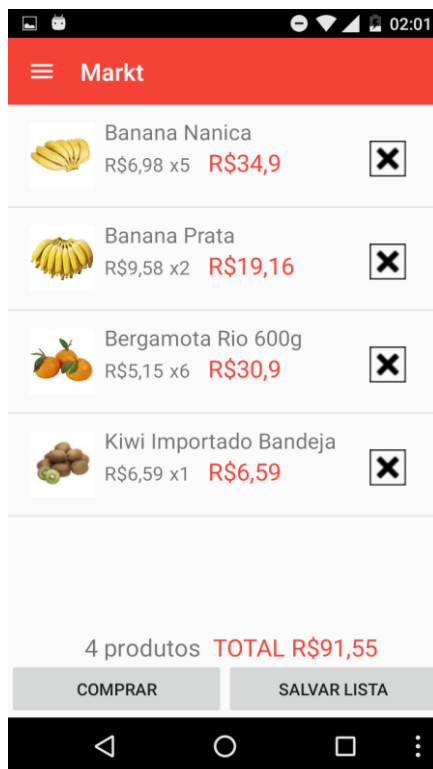 02:01
Markt
Banana Nanica
R$6,98 x5 R$34,9
Banana Prata
R$9,58 x2 R$19,16
Bergamota Rio 600g
R$5,15 x6 R$30,9
Kiwi Importado Bandeja
R$6,59 x1 R$6,59
4 produtos TOTAL R$91,55
COMPRAR SALVAR LISTA